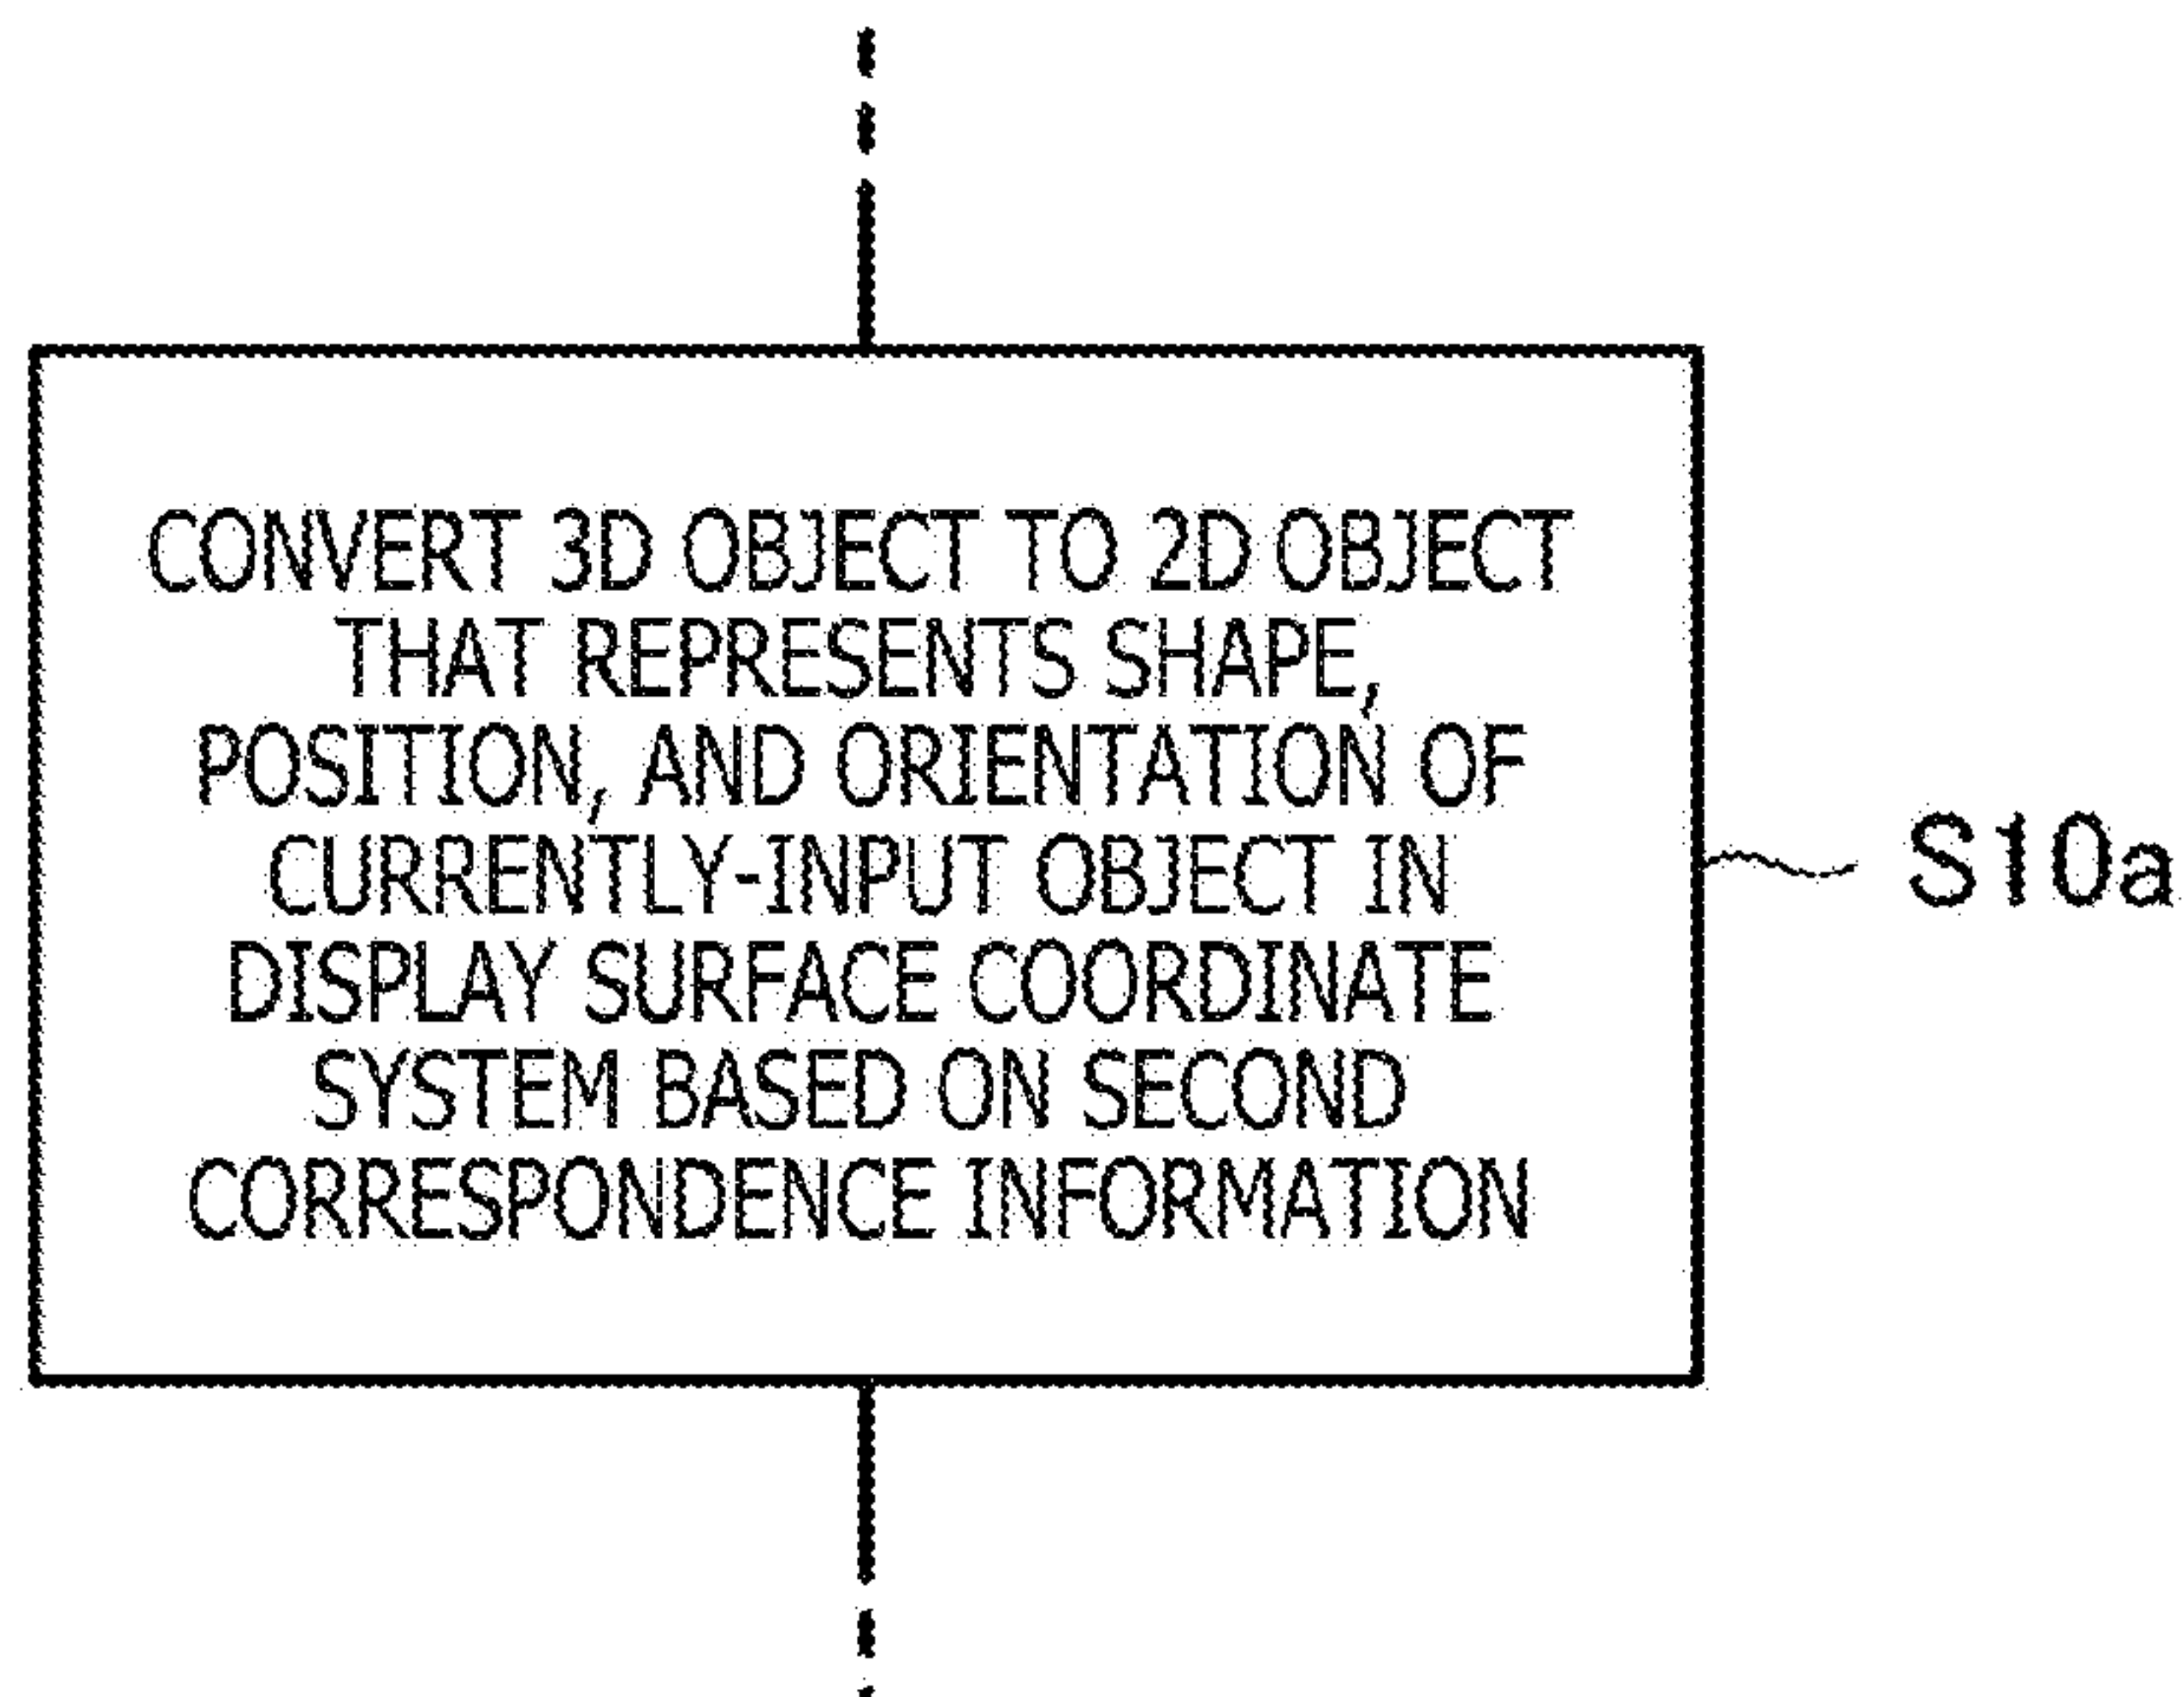 CONVERT 3D OBJECT TO 2D OBJECT
THAT REPRESENTS SHAPE,
POSITION, AND ORIENTATION OF
CURRENTLY-INPUT OBJECT IN
DISPLAY SURFACE COORDINATE
SYSTEM BASED ON SECOND
CORRESPONDENCE INFORMATION
S10a